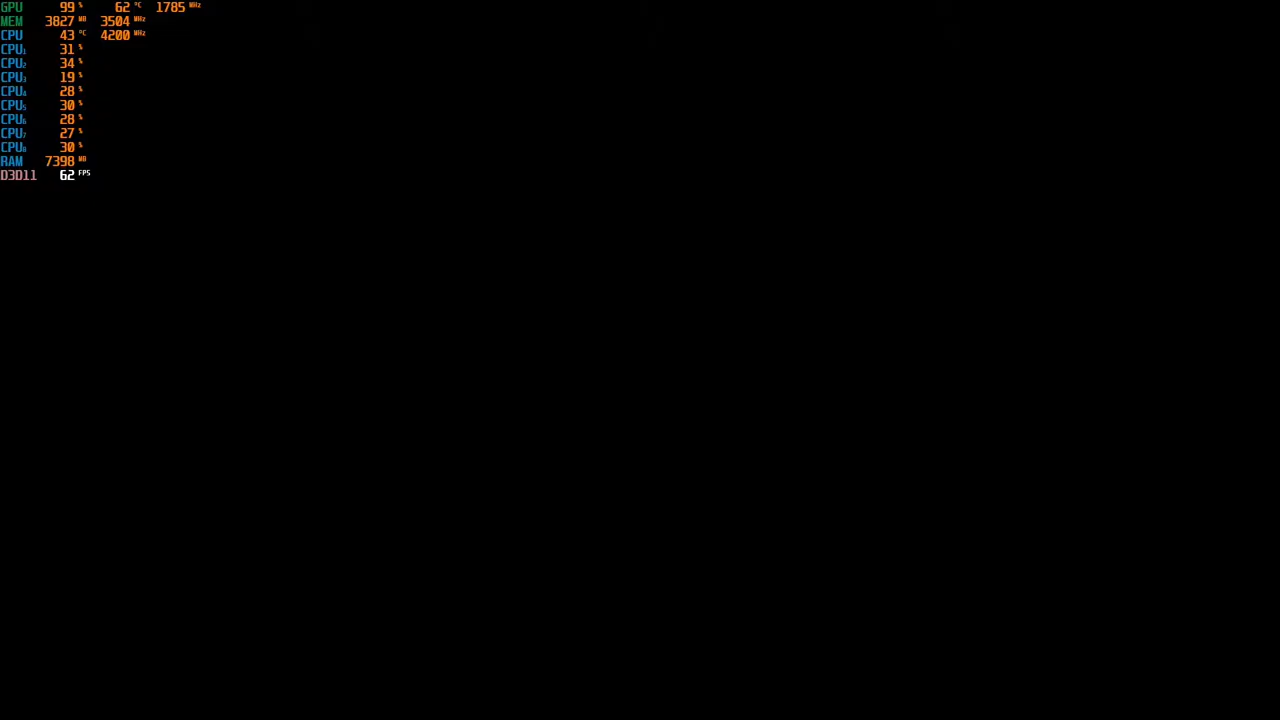 GPU 99 % 62 °C 1785 MHz
MEM 3827 MB 3504 MHz
CPU 43 °C 4200 MHz
CPU1 31 %
CPU2 34 %
CPU3 19 %
CPU4 28 %
CPU5 30 %
CPU6 28 %
CPU7 27 %
CPU8 30 %
RAM 7398 MB
D3D11 62 FPS